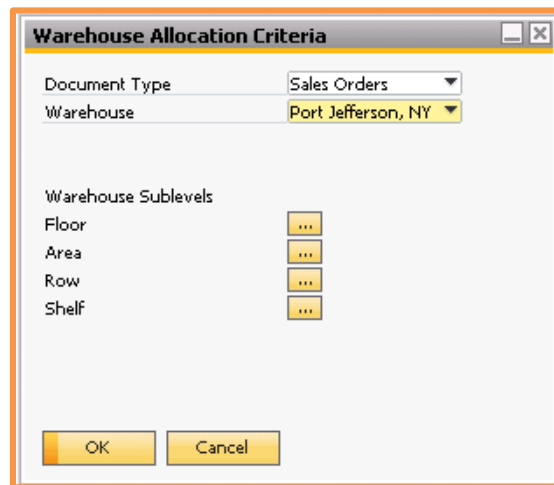 Warehouse Allocation Criteria
Document Type Sales Orders
Warehouse Port Jefferson, NY
Warehouse Sublevels
Floor ...
Area ...
Row ...
Shelf ...
OK Cancel